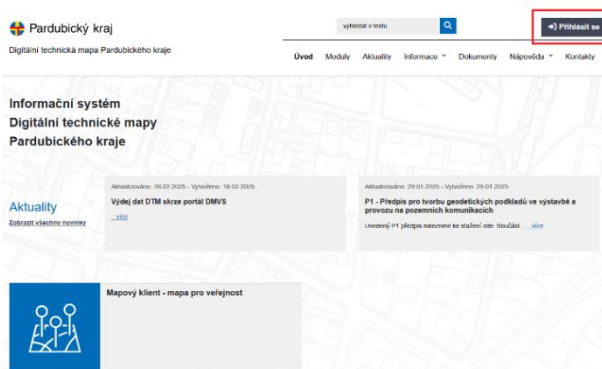 Pardubický kraj
vyhledat v textu
Přihlásit se
Digitální technická mapa Pardubického kraje
Úvod Moduly Aktuality Informace Dokumenty Nápověda Kontakty
Informační systém
Digitální technické mapy
Pardubického kraje
Aktuality
Zobrazit všechny novinky
Aktualizováno: 26.02.2025 - Vytvořeno: 18.02.2025
Výdej dat DTM skrze portál DMVS
...více
Aktualizováno: 29.01.2025 - Vytvořeno: 29.01.2025
P1 - Předpis pro tvorbu geodetických podkladů ve výstavbě a
provozu na pozemních komunikacích
Uvedený P1 předpis naleznete ke stažení zde. Součást ...více
Mapový klient - mapa pro veřejnost